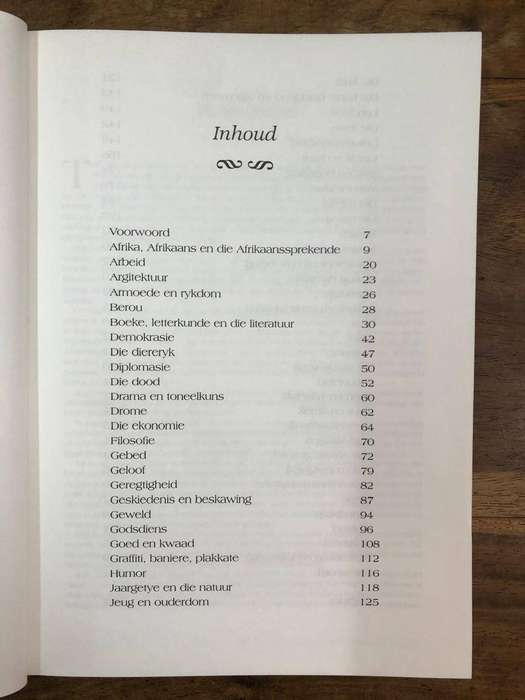 Inhoud
Voorwoord 7
Afrika, Afrikaans en die Afrikaanssprekende 9
Arbeid 20
Argitektuur 23
Armoede en rykdom 26
Berou 28
Boeke, letterkunde en die literatuur 30
Demokrasie 42
Die diereryk 47
Diplomasie 50
Die dood 52
Drama en toneelkuns 60
Drome 62
Die ekonomie 64
Filosofie 70
Gebed 72
Geloof 79
Geregtigheid 82
Geskiedenis en beskawing 87
Geweld 94
Godsdiens 96
Goed en kwaad 108
Graffiti, baniere, plakkate 112
Humor 116
Jaargetye en die natuur 118
Jeug en ouderdom 125